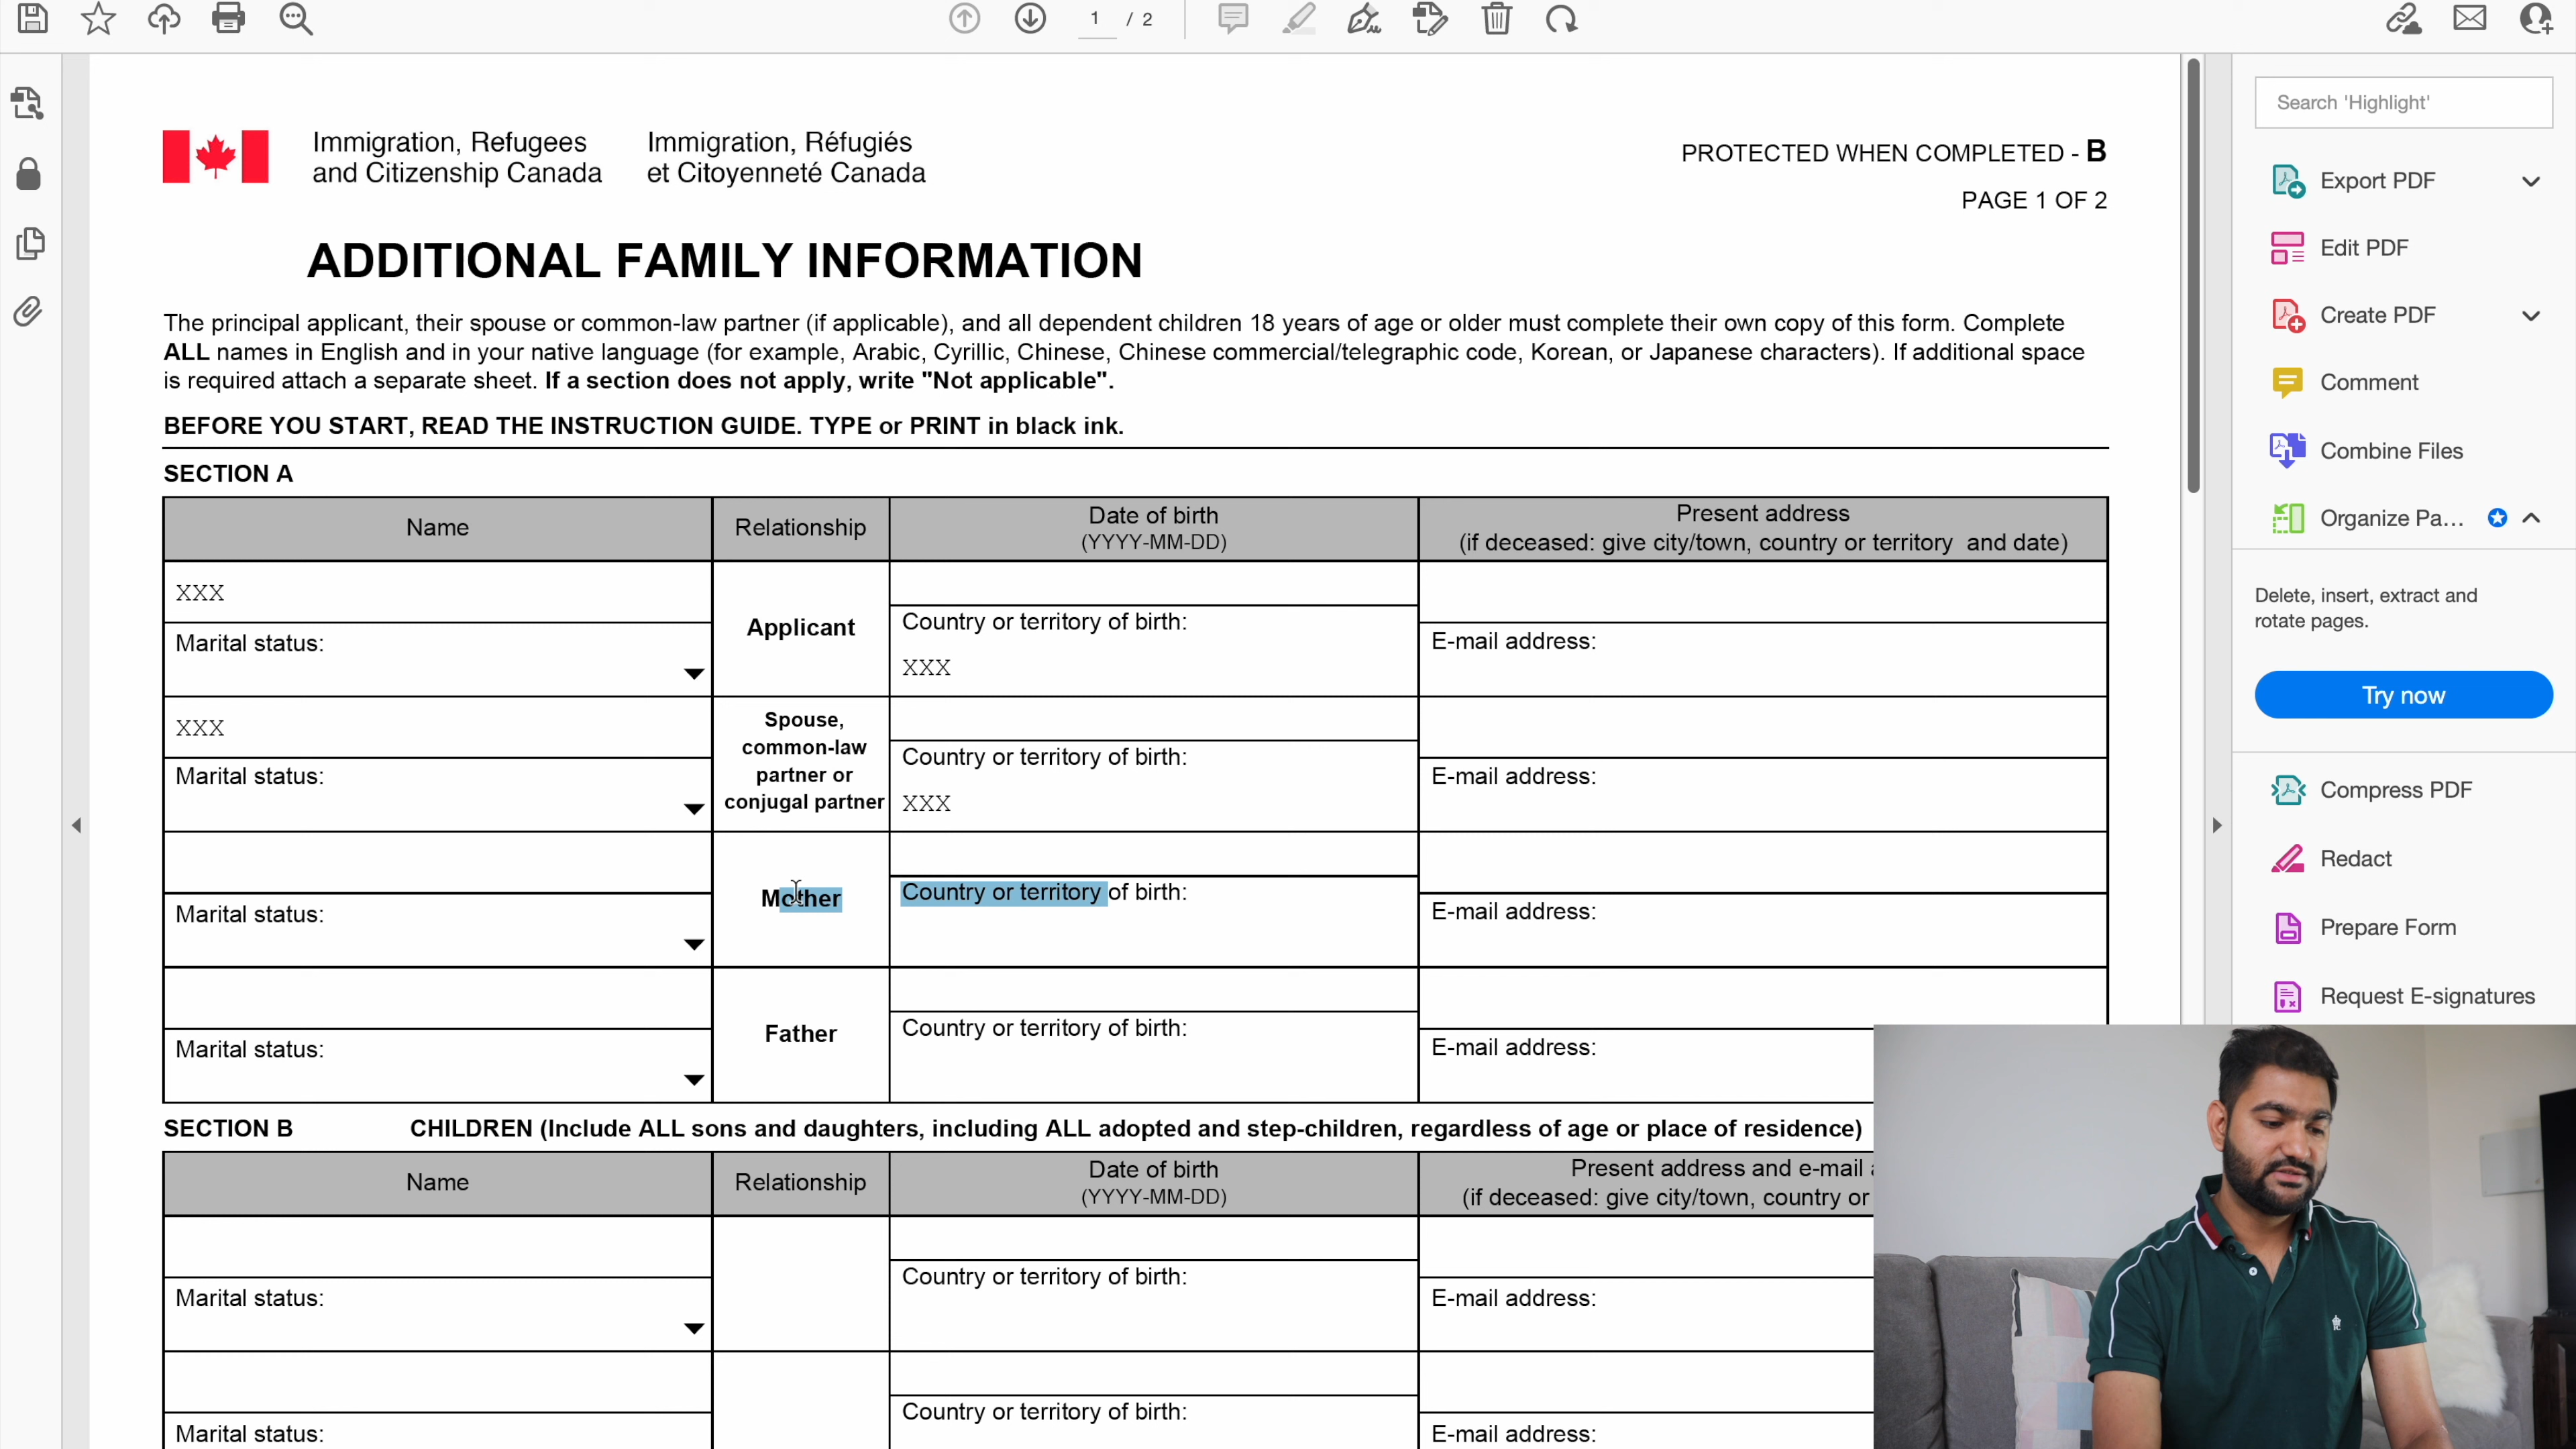 1 / 2
Immigration, Refugees
and Citizenship Canada
Immigration, Réfugiés
et Citoyenneté Canada
PROTECTED WHEN COMPLETED - B
PAGE 1 OF 2
ADDITIONAL FAMILY INFORMATION
The principal applicant, their spouse or common-law partner (if applicable), and all dependent children 18 years of age or older must complete their own copy of this form. Complete
ALL names in English and in your native language (for example, Arabic, Cyrillic, Chinese, Chinese commercial/telegraphic code, Korean, or Japanese characters). If additional space
is required attach a separate sheet. If a section does not apply, write "Not applicable".
BEFORE YOU START, READ THE INSTRUCTION GUIDE. TYPE or PRINT in black ink.
SECTION A
Name
Relationship
Date of birth
(YYYY-MM-DD)
Present address
(if deceased: give city/town, country or territory and date)
XXX
Marital status:
Applicant
Country or territory of birth:
XXX
E-mail address:
XXX
Marital status:
Spouse,
common-law
partner or
conjugal partner
Country or territory of birth:
XXX
E-mail address:
Marital status:
Mother
Country or territory of birth:
E-mail address:
Marital status:
Father
Country or territory of birth:
E-mail address:
SECTION B CHILDREN (Include ALL sons and daughters, including ALL adopted and step-children, regardless of age or place of residence)
Name
Relationship
Date of birth
(YYYY-MM-DD)
Present address and e-mail
(if deceased: give city/town, country or
Marital status:
Country or territory of birth:
E-mail address:
Marital status:
Country or territory of birth:
E-mail address:
Search 'Highlight'
Export PDF
Edit PDF
Create PDF
Comment
Combine Files
Organize Pa...
Delete, insert, extract and
rotate pages.
Try now
Compress PDF
Redact
Prepare Form
Request E-signatures